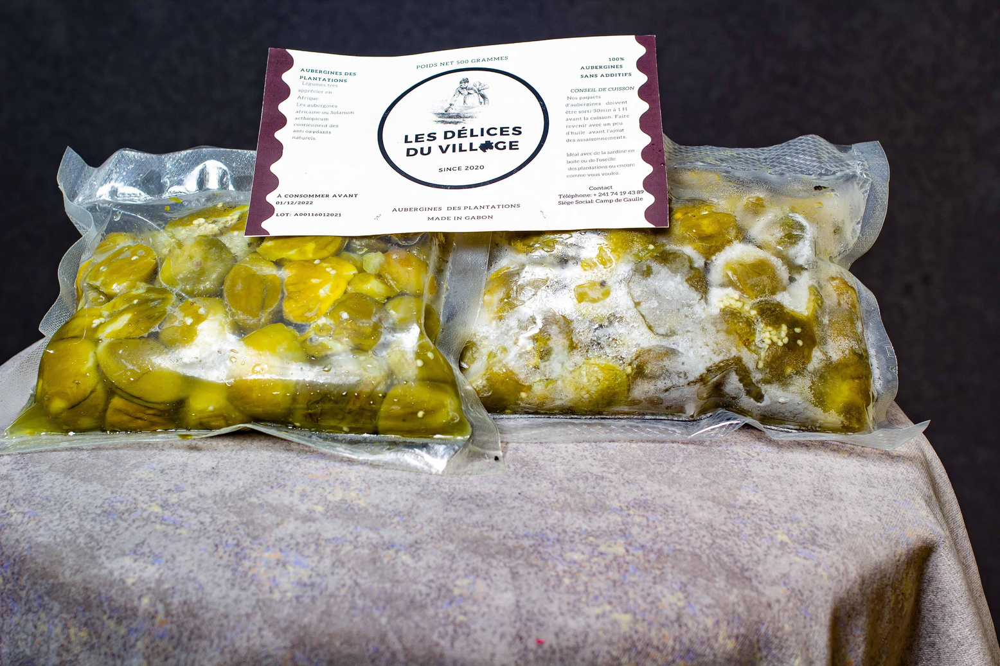 AUBERGINES DES
PLANTATIONS
Légumes très
apprécier en
Afrique.
Les aubergines
africaine ou Solanum
aethiopicum
contiennent des
anti oxydants
naturels.
À CONSOMMER AVANT
01/12/2022
LOT: A00116012021
POIDS NET 500 GRAMMES
LES DÉLICES
DU VILLAGE
SINCE 2020
AUBERGINES DES PLANTATIONS
MADE IN GABON
100%
AUBERGINES
SANS ADDITIFS
CONSEIL DE CUISSON
Nos paquets
d'aubergines doivent
être sorti 30min à 1 H
avant la cuisson. Faire
revenir avec un peu
d'huile avant l'ajout
des assaisonnements.
Idéal avec de la sardine en
boite ou de l'oseille
des plantations ou encore
comme vous voulez.
Contact
Téléphone: + 241 74 19 43 89
Siège Social: Camp de Gaulle